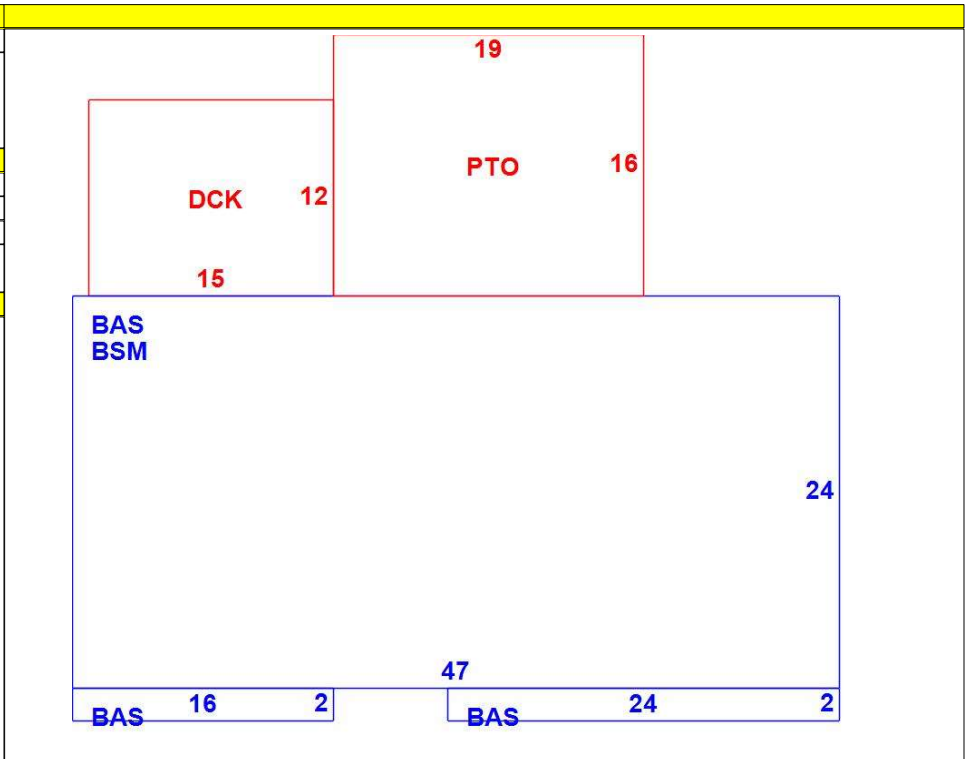 19
PTO 16
DCK 12
15
BAS
BSM
24
47
16 2 24 2
BAS BAS